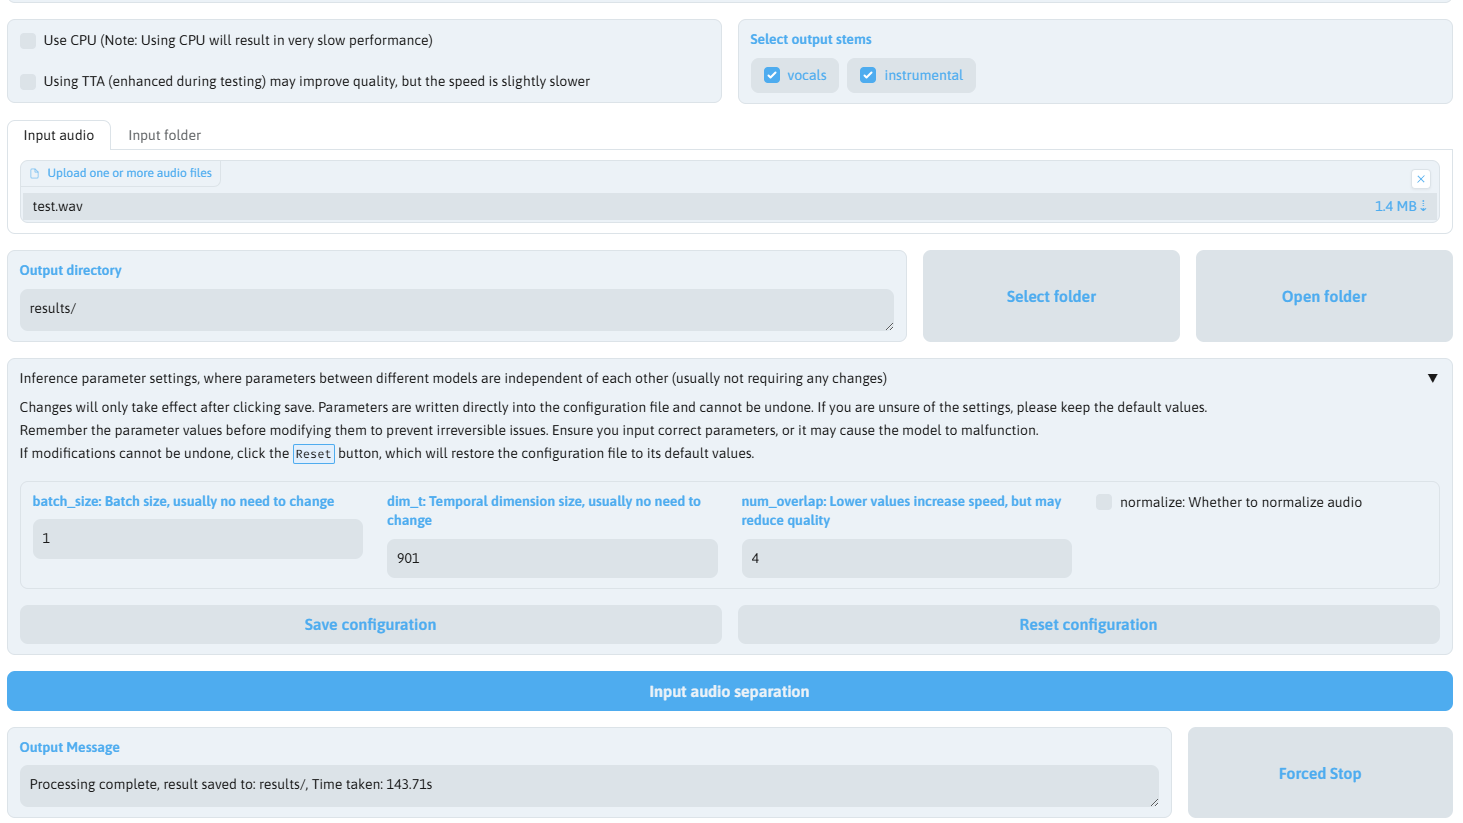 Use CPU (Note: Using CPU will result in very slow performance)
Using TTA (enhanced during testing) may improve quality, but the speed is slightly slower
Select output stems
vocals
instrumental
Input audio
Input folder
Upload one or more audio files
test.wav
1.4 MB ⇣
Output directory
results/
Select folder
Open folder
Inference parameter settings, where parameters between different models are independent of each other (usually not requiring any changes)
Changes will only take effect after clicking save. Parameters are written directly into the configuration file and cannot be undone. If you are unsure of the settings, please keep the default values.
Remember the parameter values before modifying them to prevent irreversible issues. Ensure you input correct parameters, or it may cause the model to malfunction.
If modifications cannot be undone, click the Reset button, which will restore the configuration file to its default values.
batch_size: Batch size, usually no need to change
1
dim_t: Temporal dimension size, usually no need to
change
901
num_overlap: Lower values increase speed, but may
reduce quality
4
normalize: Whether to normalize audio
Save configuration
Reset configuration
Input audio separation
Output Message
Processing complete, result saved to: results/, Time taken: 143.71s
Forced Stop